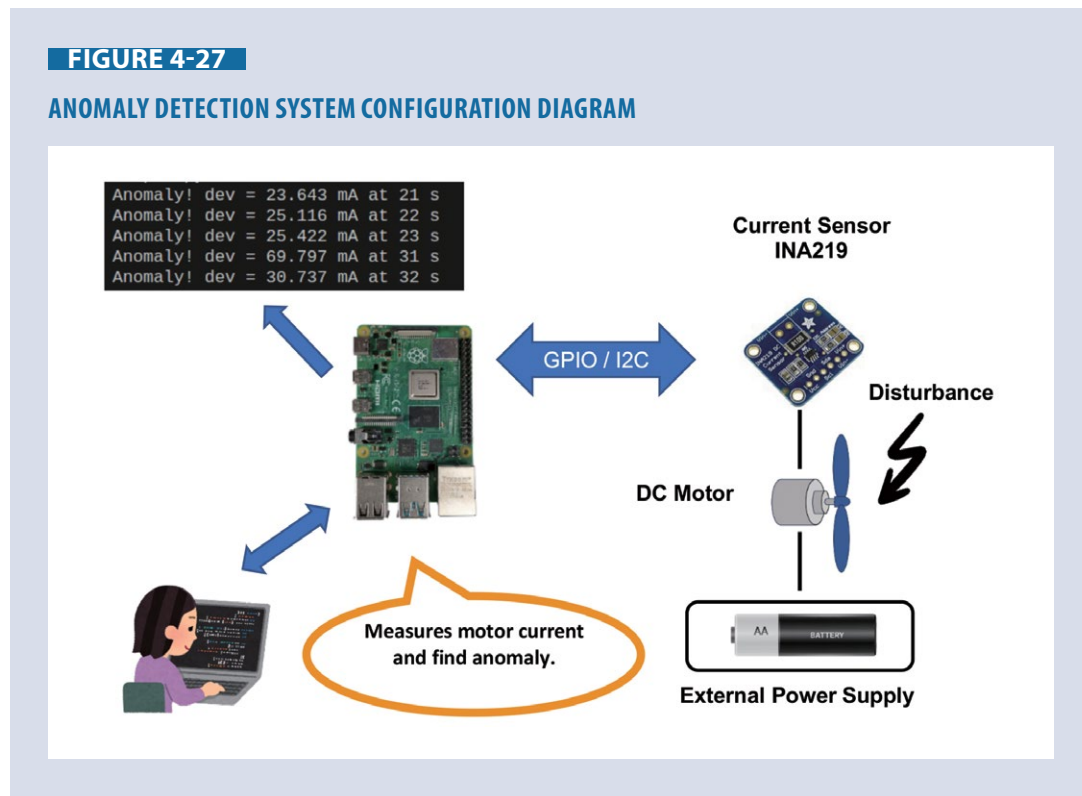 FIGURE 4-27
ANOMALY DETECTION SYSTEM CONFIGURATION DIAGRAM
Anomaly! dev = 23.643 mA at 21 s
Anomaly! dev = 25.116 mA at 22 s
Anomaly! dev = 25.422 mA at 23 s
Anomaly! dev = 69.797 mA at 31 s
Anomaly! dev = 30.737 mA at 32 s
Current Sensor
INA219
GPIO / I2C
Disturbance
DC Motor
Measures motor current
and find anomaly.
AA
BATTERY
External Power Supply